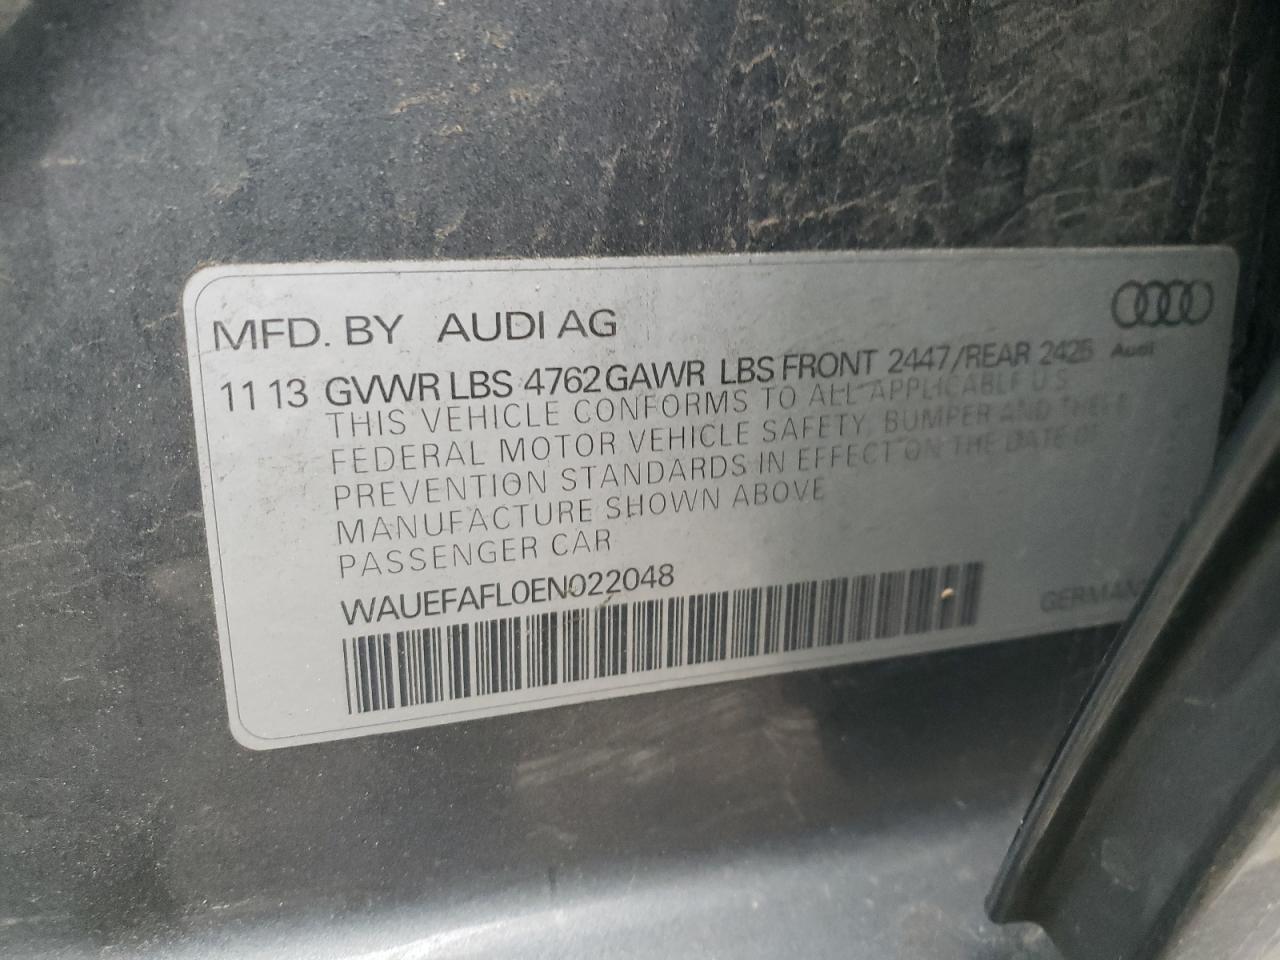 MFD. BY AUDI AG
Audi
11 13 GVWR LBS 4762 GAWR LBS FRONT 2447/REAR 2425
THIS VEHICLE CONFORMS TO ALL APPLICABLE U.S.
FEDERAL MOTOR VEHICLE SAFETY, BUMPER AND THEFT
PREVENTION STANDARDS IN EFFECT ON THE DATE OF
MANUFACTURE SHOWN ABOVE
PASSENGER CAR
WAUEFAFL0EN022048
GERMANY